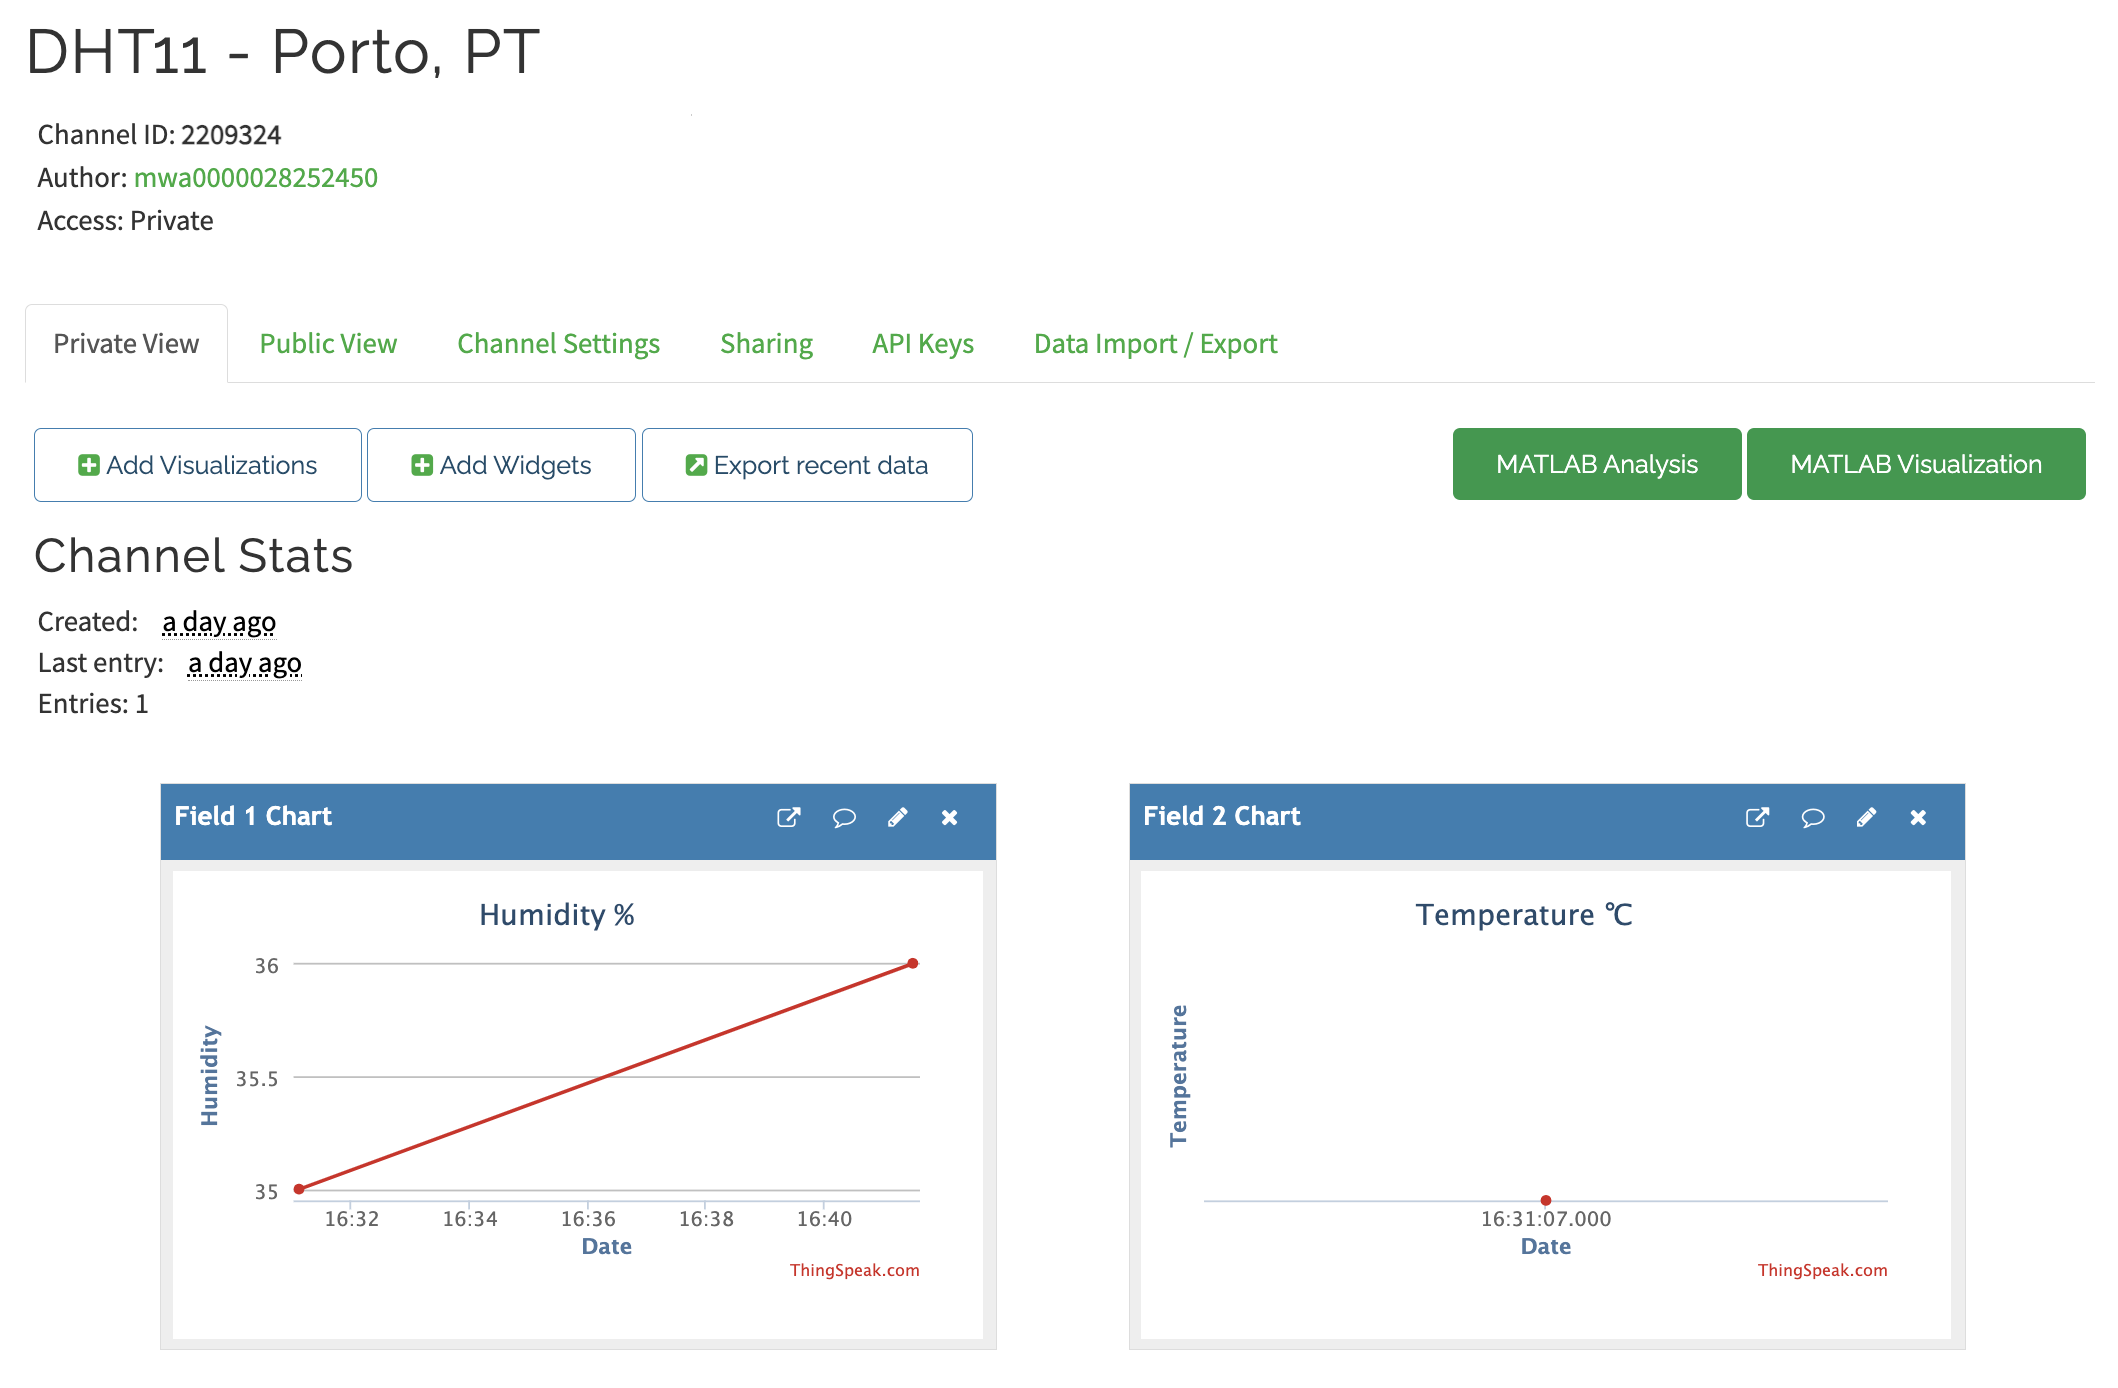 DHT11 - Porto, PT
Channel ID: 2209324
Author: mwa0000028252450
Access: Private
Private View Public View Channel Settings Sharing API Keys Data Import / Export
Add Visualizations Add Widgets Export recent data MATLAB Analysis MATLAB Visualization
Channel Stats
Created: a day ago
Last entry: a day ago
Entries: 1
Field 1 Chart
Humidity %
Humidity
36
35.5
35
16:32 16:34 16:36 16:38 16:40
Date
ThingSpeak.com
Field 2 Chart
Temperature °C
Temperature
16:31:07.000
Date
ThingSpeak.com